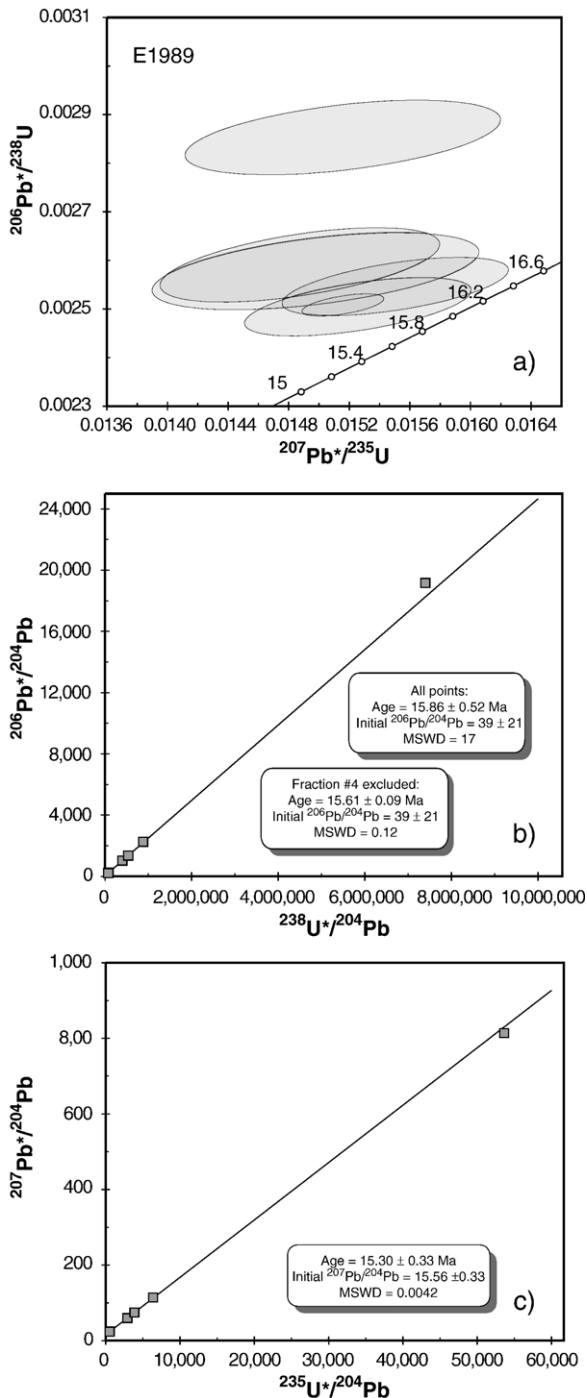 0.0031
E1989
0.0029
²⁰⁶Pb*/²³⁸U
0.0027
16.6
16.2
0.0025
15.8
15.4
15
a)
0.0023
0.0136 0.0140 0.0144 0.0148 0.0152 0.0156 0.0160 0.0164
²⁰⁷Pb*/²³⁵U
24,000
20,000
²⁰⁶Pb*/²⁰⁴Pb
16,000
12,000
All points:
Age = 15.86 ± 0.52 Ma
Initial ²⁰⁶Pb/²⁰⁴Pb = 39 ± 21
MSWD = 17
8,000
Fraction #4 excluded:
Age = 15.61 ± 0.09 Ma
Initial ²⁰⁶Pb/²⁰⁴Pb = 39 ± 21
MSWD = 0.12
4,000
b)
0
0 2,000,000 4,000,000 6,000,000 8,000,000 10,000,000
²³⁸U*/²⁰⁴Pb
1,000
8,00
²⁰⁷Pb*/²⁰⁴Pb
600
400
200
Age = 15.30 ± 0.33 Ma
Initial ²⁰⁷Pb/²⁰⁴Pb = 15.56 ±0.33
MSWD = 0.0042
c)
0
0 10,000 20,000 30,000 40,000 50,000 60,000
²³⁵U*/²⁰⁴Pb